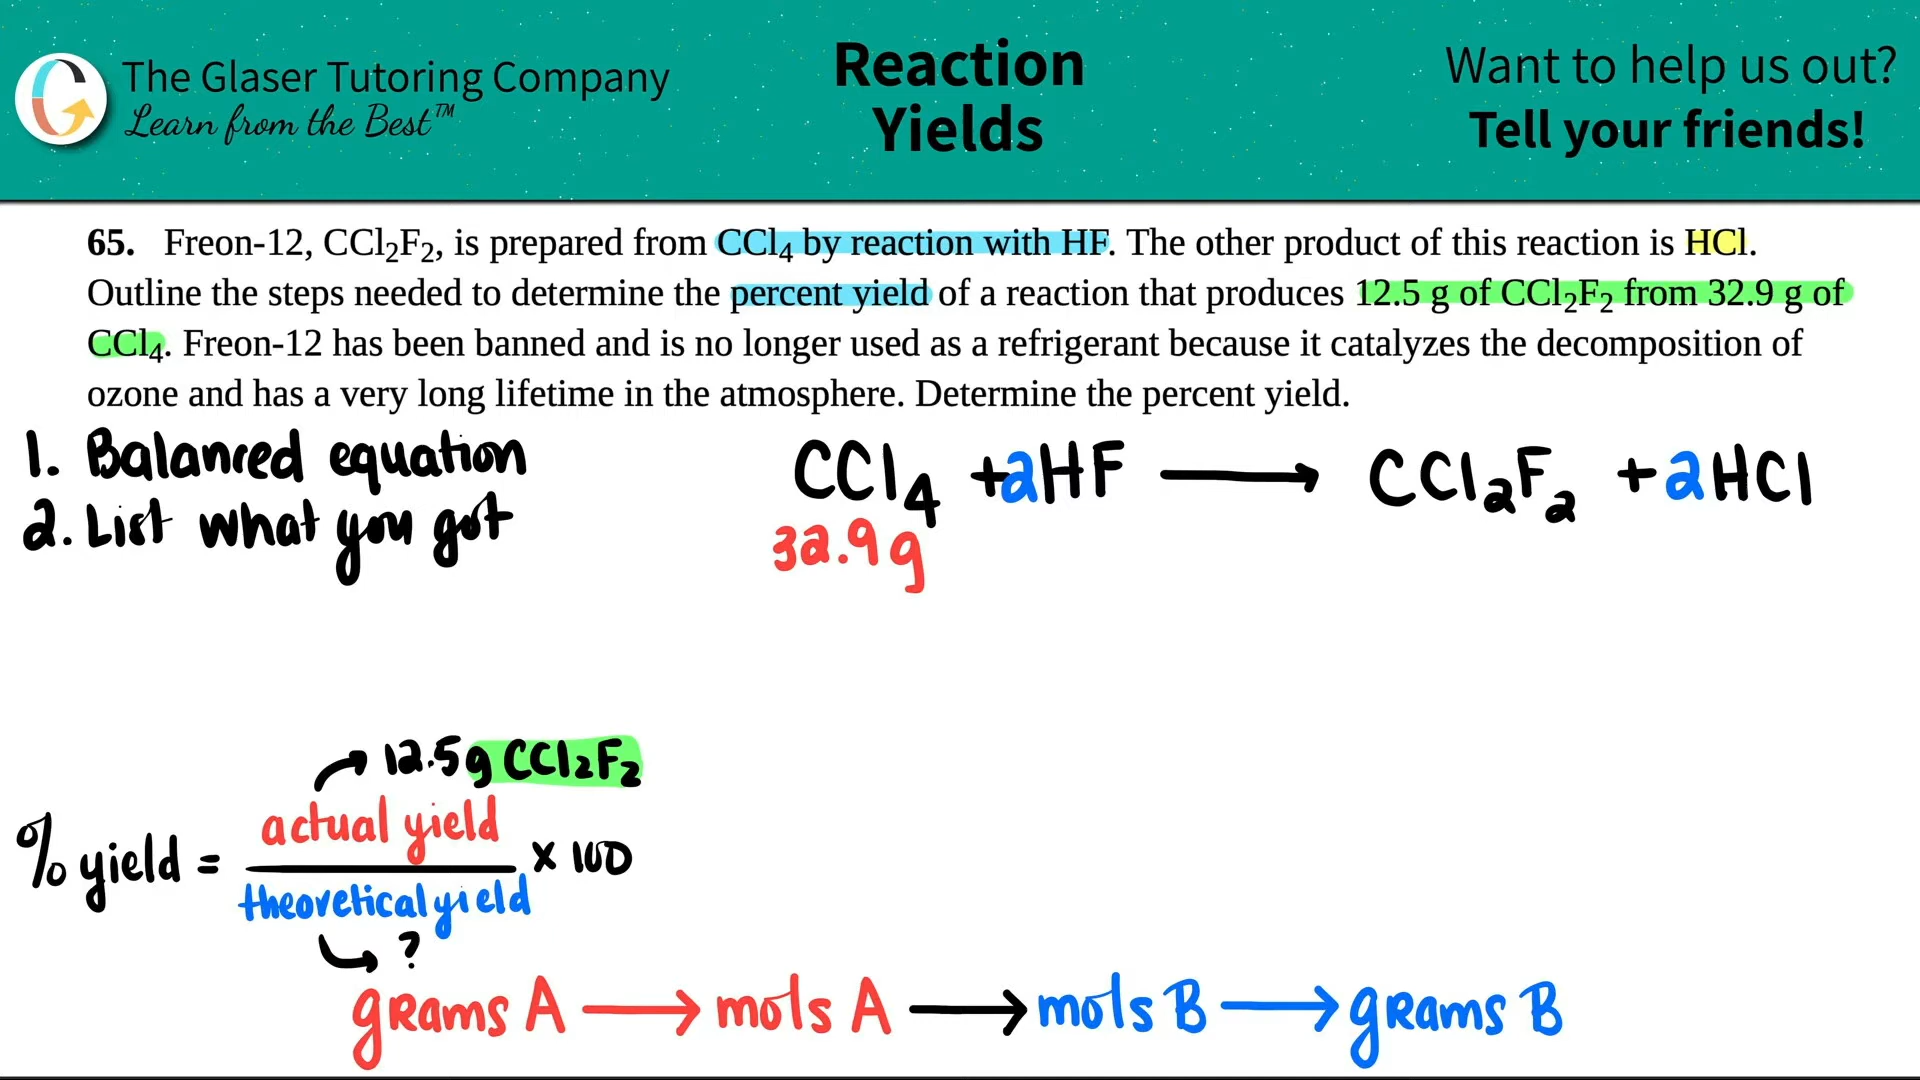 The Glaser Tutoring Company
Learn from the Best™
Reaction
Yields
Want to help us out?
Tell your friends!
65. Freon-12, CCl₂F₂, is prepared from CCl₄ by reaction with HF. The other product of this reaction is HCl.
Outline the steps needed to determine the percent yield of a reaction that produces 12.5 g of CCl₂F₂ from 32.9 g of
CCl₄. Freon-12 has been banned and is no longer used as a refrigerant because it catalyzes the decomposition of
ozone and has a very long lifetime in the atmosphere. Determine the percent yield.
1. Balanced equation
2. List what you got
CCl₄ + 2HF ⟶ CCl₂F₂ + 2HCl
32.9 g
→ 12.5 g CCl₂F₂
actual yield
% yield = × 100
theoretical yield
→ ?
grams A → mols A → mols B → grams B